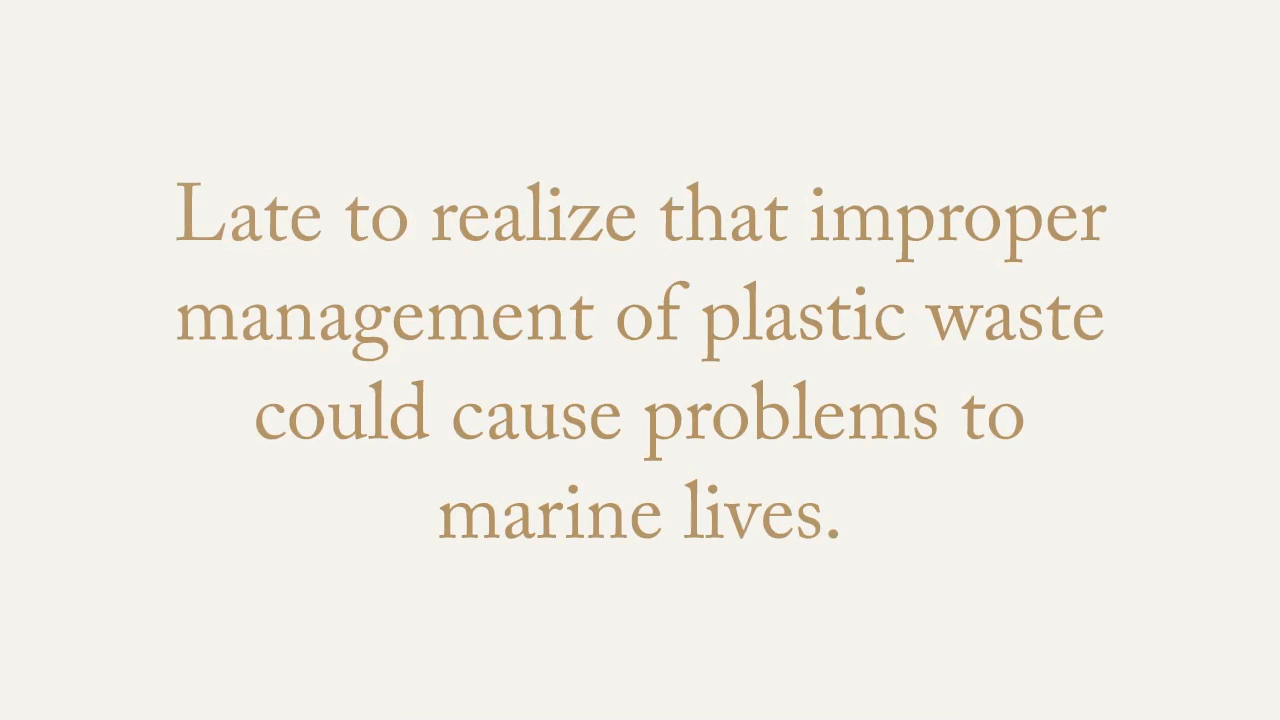 Late to realize that improper
management of plastic waste
could cause problems to
marine lives.